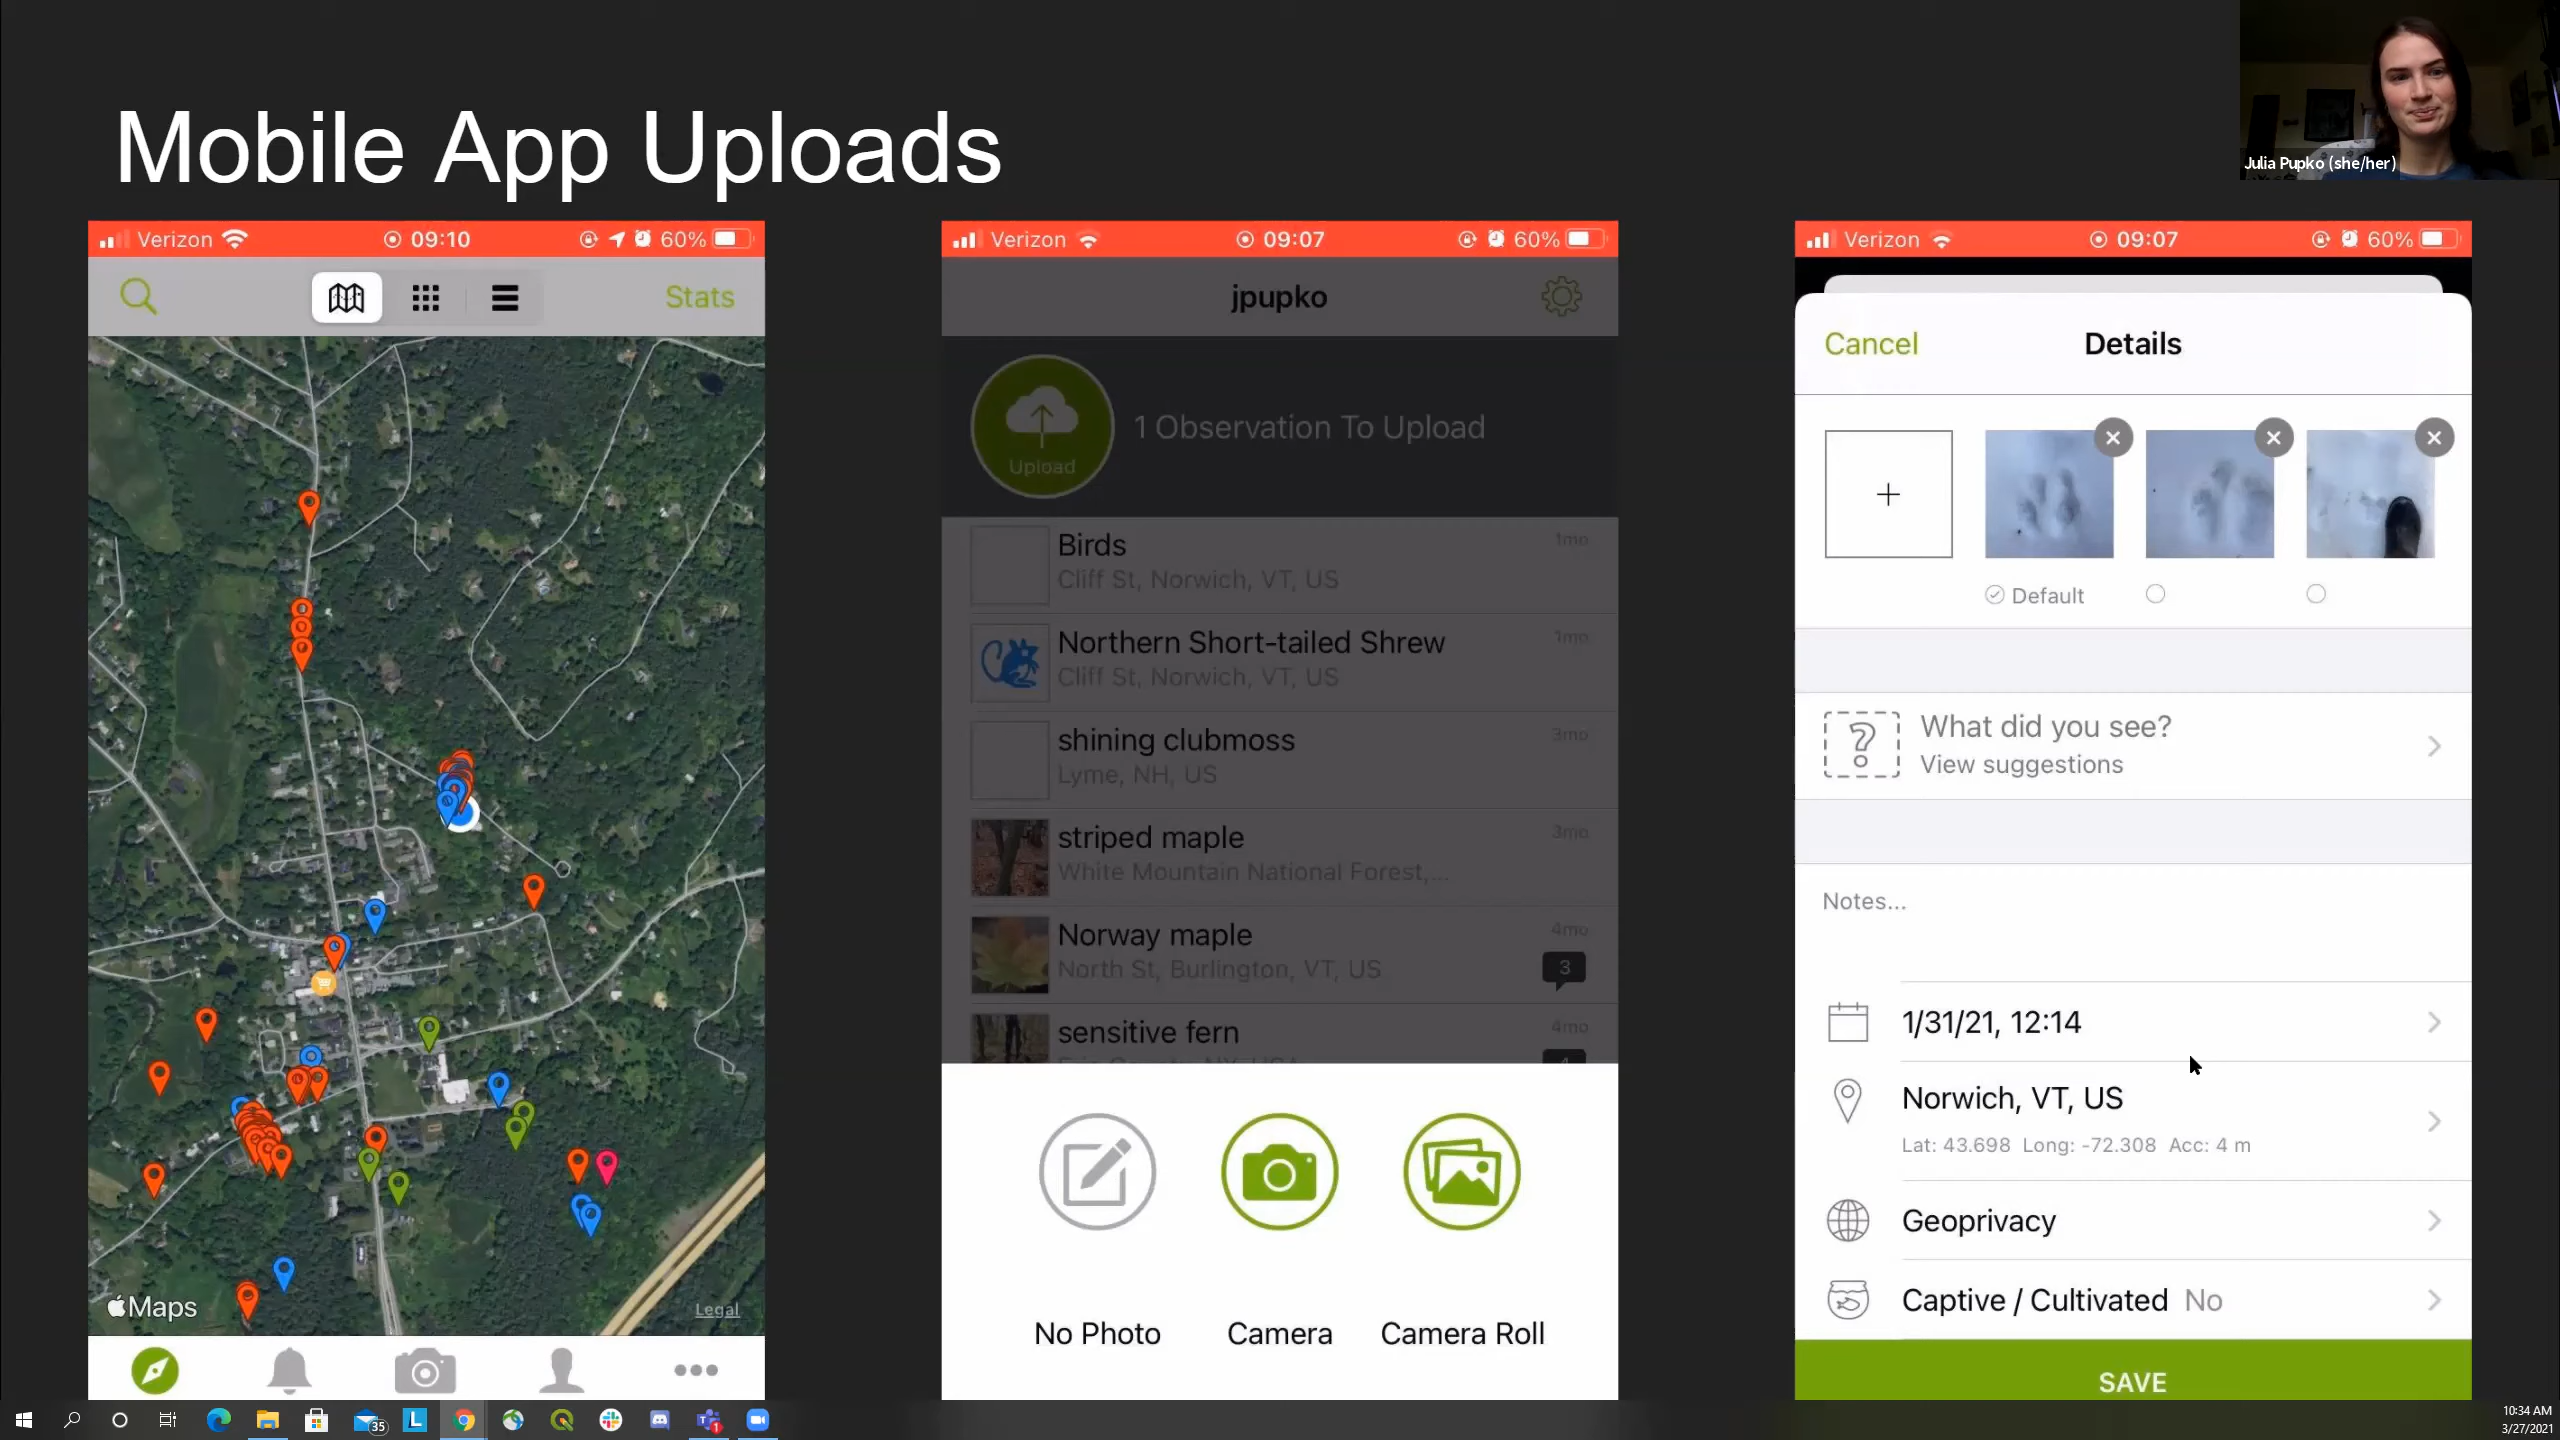 Mobile App Uploads
Julia Pupko (she/her)
Verizon 09:10 60%
Stats
Maps
Legal
Verizon 09:07 60%
jpupko
Upload
1 Observation To Upload
Birds 1mo
Cliff St, Norwich, VT, US
Northern Short-tailed Shrew 1mo
Cliff St, Norwich, VT, US
shining clubmoss 3mo
Lyme, NH, US
striped maple 3mo
White Mountain National Forest,...
Norway maple 4mo
North St, Burlington, VT, US 3
sensitive fern 4mo
No Photo Camera Camera Roll
Verizon 09:07 60%
Cancel Details
Default
What did you see?
View suggestions
Notes...
1/31/21, 12:14
Norwich, VT, US
Lat: 43.698 Long: -72.308 Acc: 4 m
Geoprivacy
Captive / Cultivated No
SAVE
35
L
1
10:34 AM
3/27/2021